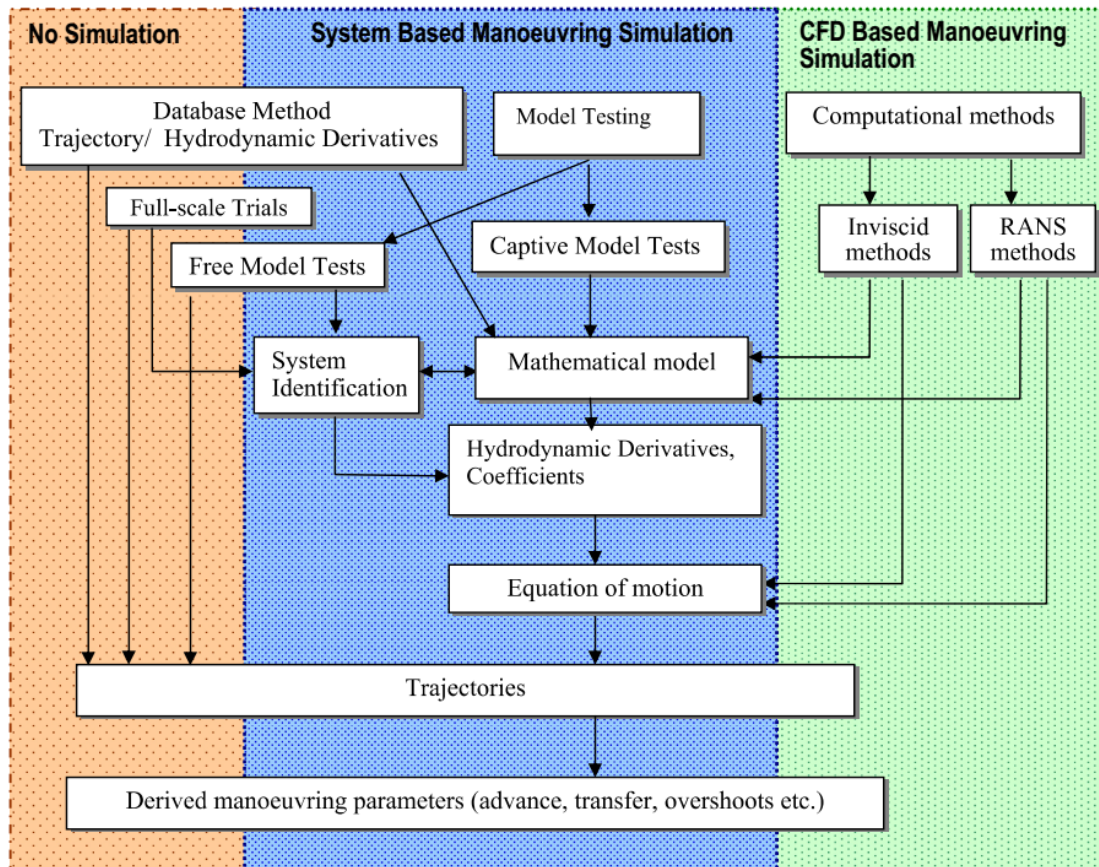 No Simulation
System Based Manoeuvring Simulation
CFD Based Manoeuvring
Simulation
Database Method
Trajectory/ Hydrodynamic Derivatives
Model Testing
Computational methods
Full-scale Trials
Free Model Tests
Captive Model Tests
Inviscid
methods
RANS
methods
System
Identification
Mathematical model
Hydrodynamic Derivatives,
Coefficients
Equation of motion
Trajectories
Derived manoeuvring parameters (advance, transfer, overshoots etc.)